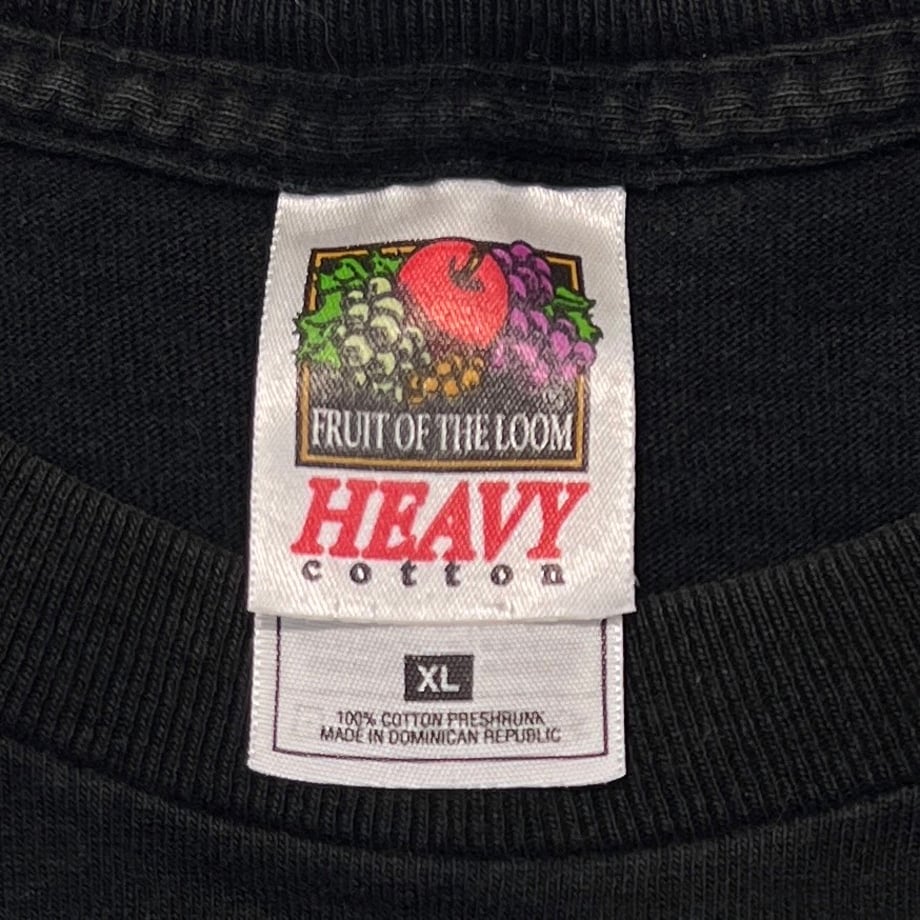 FRUIT OF THE LOOM
HEAVY
cotton
XL
100% COTTON PRESHRUNK
MADE IN DOMINICAN REPUBLIC